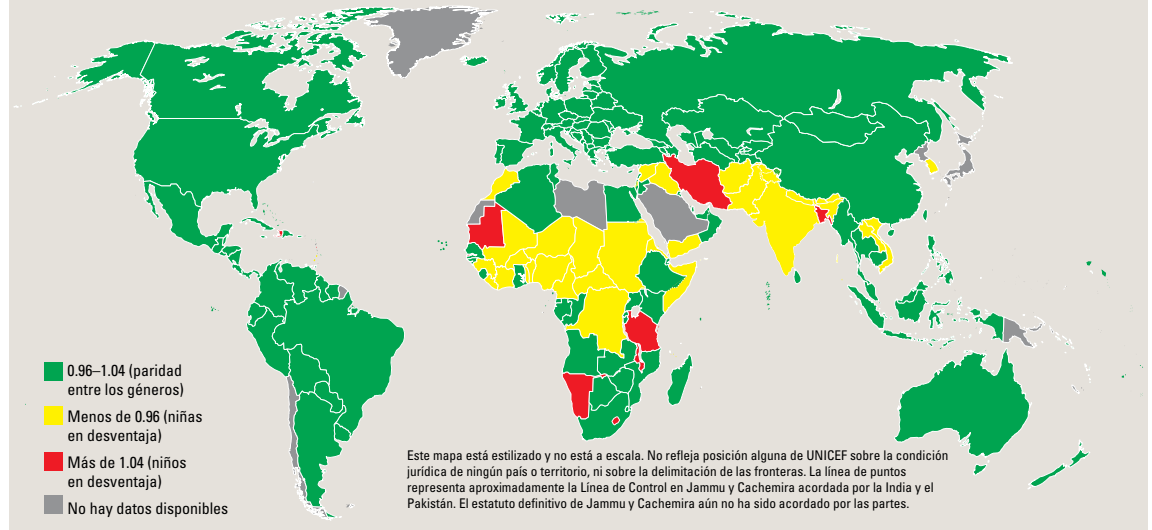 0.96–1.04 (paridad
entre los géneros)
Menos de 0.96 (niñas
en desventaja)
Más de 1.04 (niños
en desventaja)
No hay datos disponibles
Este mapa está estilizado y no está a escala. No refleja posición alguna de UNICEF sobre la condición
jurídica de ningún país o territorio, ni sobre la delimitación de las fronteras. La línea de puntos
representa aproximadamente la Línea de Control en Jammu y Cachemira acordada por la India y el
Pakistán. El estatuto definitivo de Jammu y Cachemira aún no ha sido acordado por las partes.